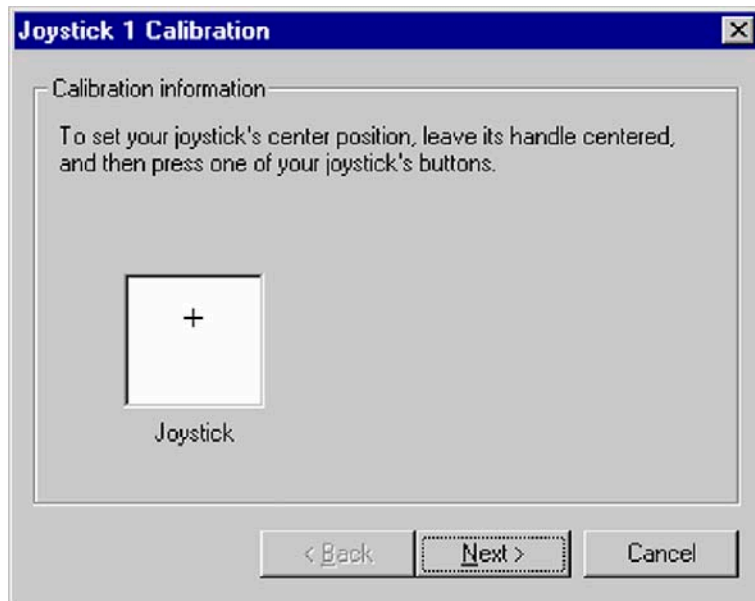 Joystick 1 Calibration
Calibration information
To set your joystick's center position, leave its handle centered,
and then press one of your joystick's buttons.
Joystick
< Back
Next >
Cancel